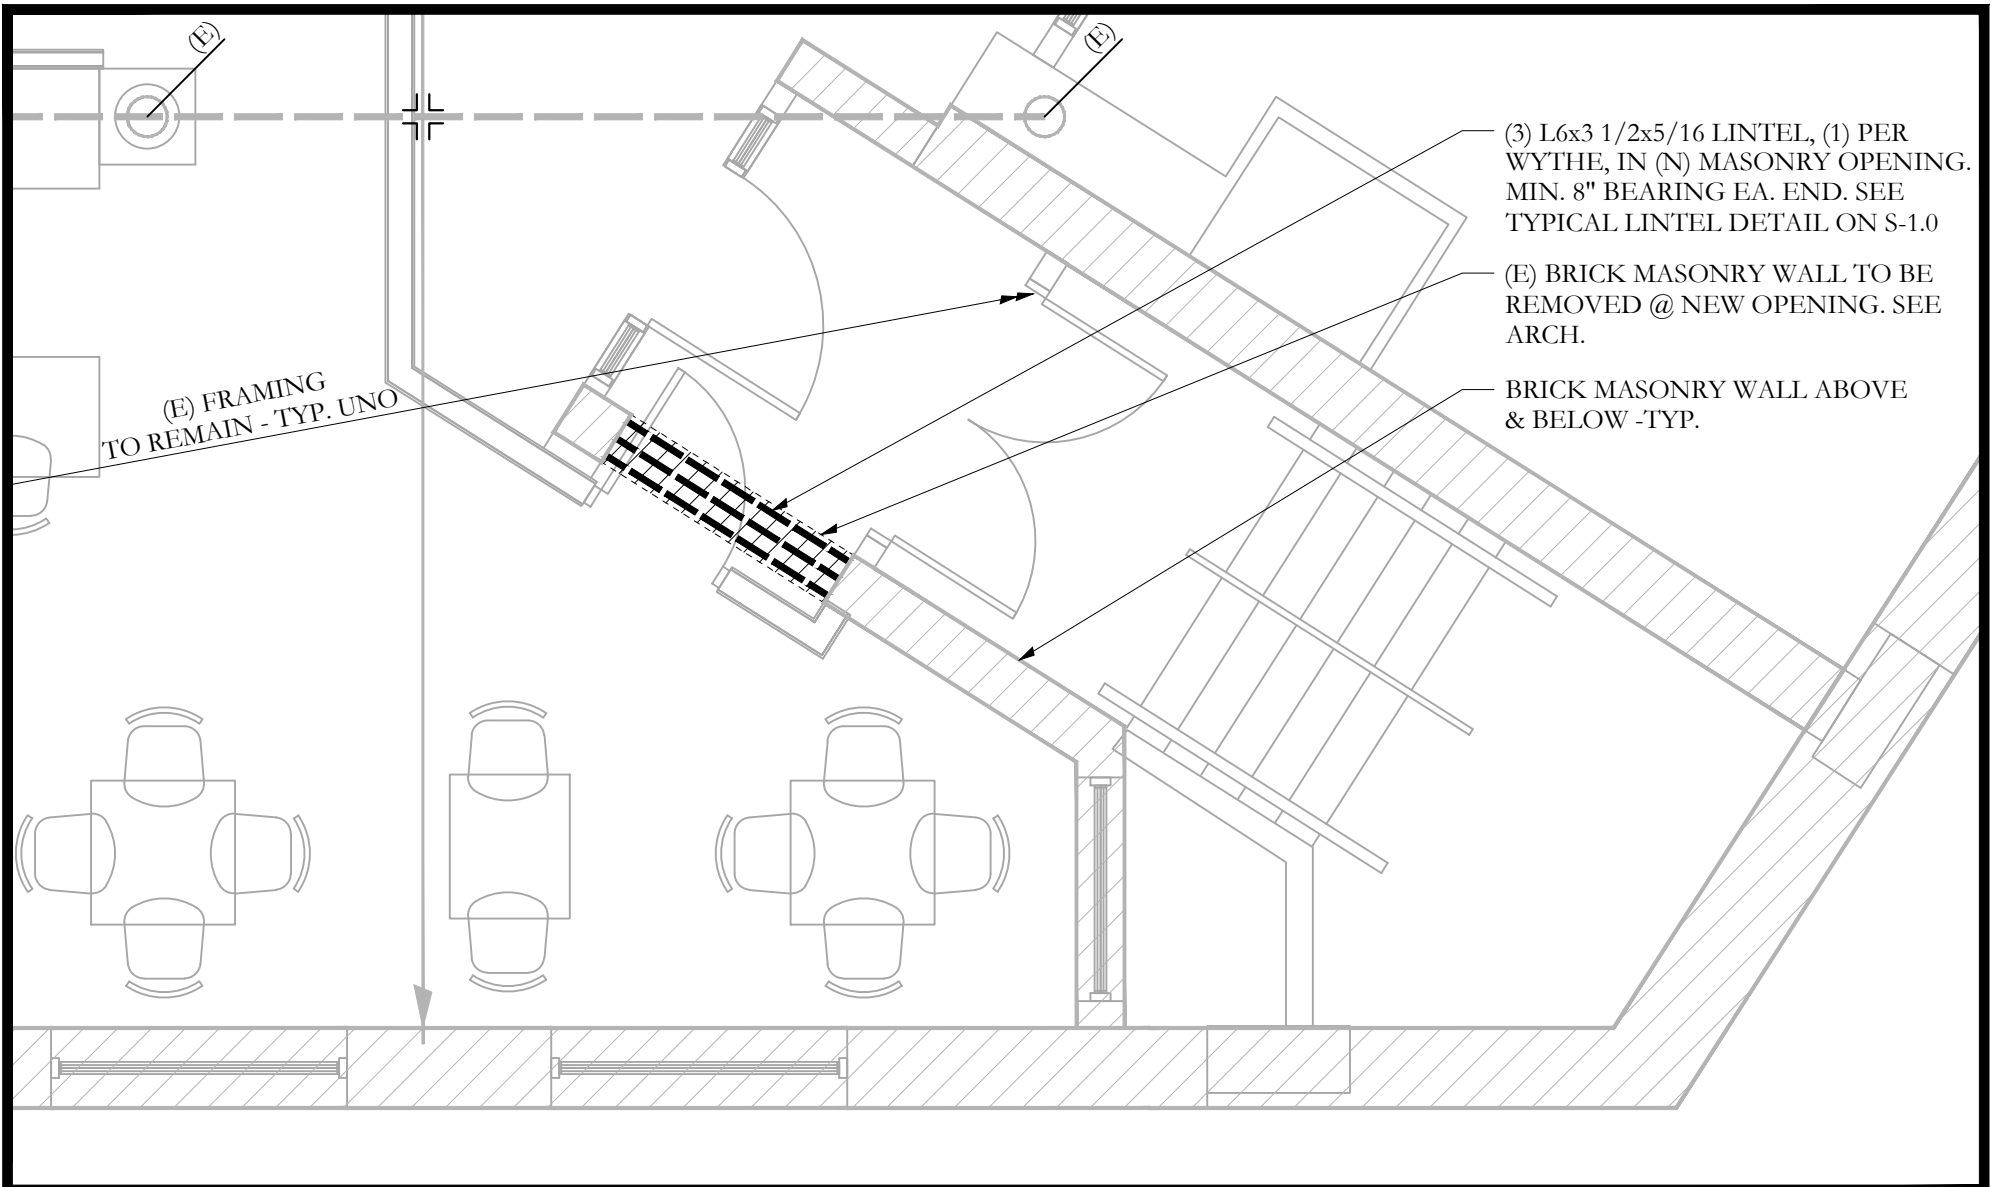 (E)
(E)
(3) L6x3 1/2x5/16 LINTEL, (1) PER
WYTHE, IN (N) MASONRY OPENING.
MIN. 8" BEARING EA. END. SEE
TYPICAL LINTEL DETAIL ON S-1.0
(E) BRICK MASONRY WALL TO BE
REMOVED @ NEW OPENING. SEE
ARCH.
BRICK MASONRY WALL ABOVE
& BELOW -TYP.
(E) FRAMING
TO REMAIN - TYP. UNO